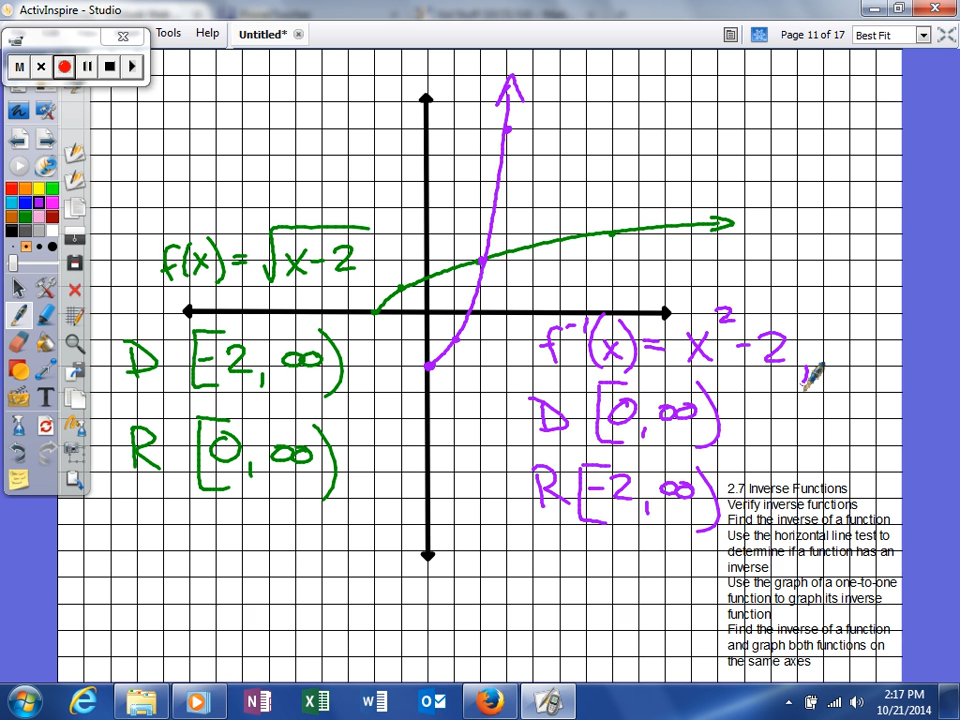 ActivInspire - Studio
Tools Help Untitled* Page 11 of 17 Best Fit
M
f(x) = √x-2
D [-2, ∞)
R [0, ∞)
f⁻¹(x) = x² - 2
D [0, ∞)
R [-2, ∞)
2.7 Inverse Functions
Verify inverse functions
Find the inverse of a function
Use the horizontal line test to
determine if a function has an
inverse
Use the graph of a one-to-one
function to graph its inverse
function
Find the inverse of a function
and graph both functions on
the same axes
2:17 PM
10/21/2014